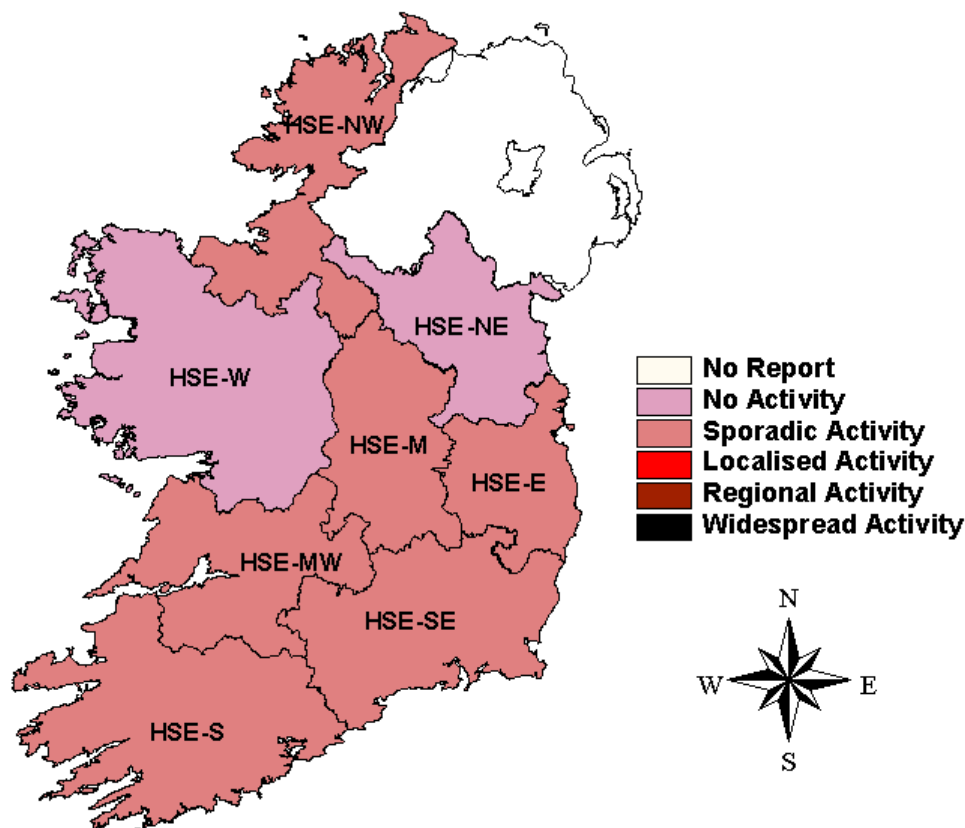 HSE-NW
HSE-NE
HSE-W
HSE-M
HSE-E
HSE-MW
HSE-SE
HSE-S
No Report
No Activity
Sporadic Activity
Localised Activity
Regional Activity
Widespread Activity
N
W E
S